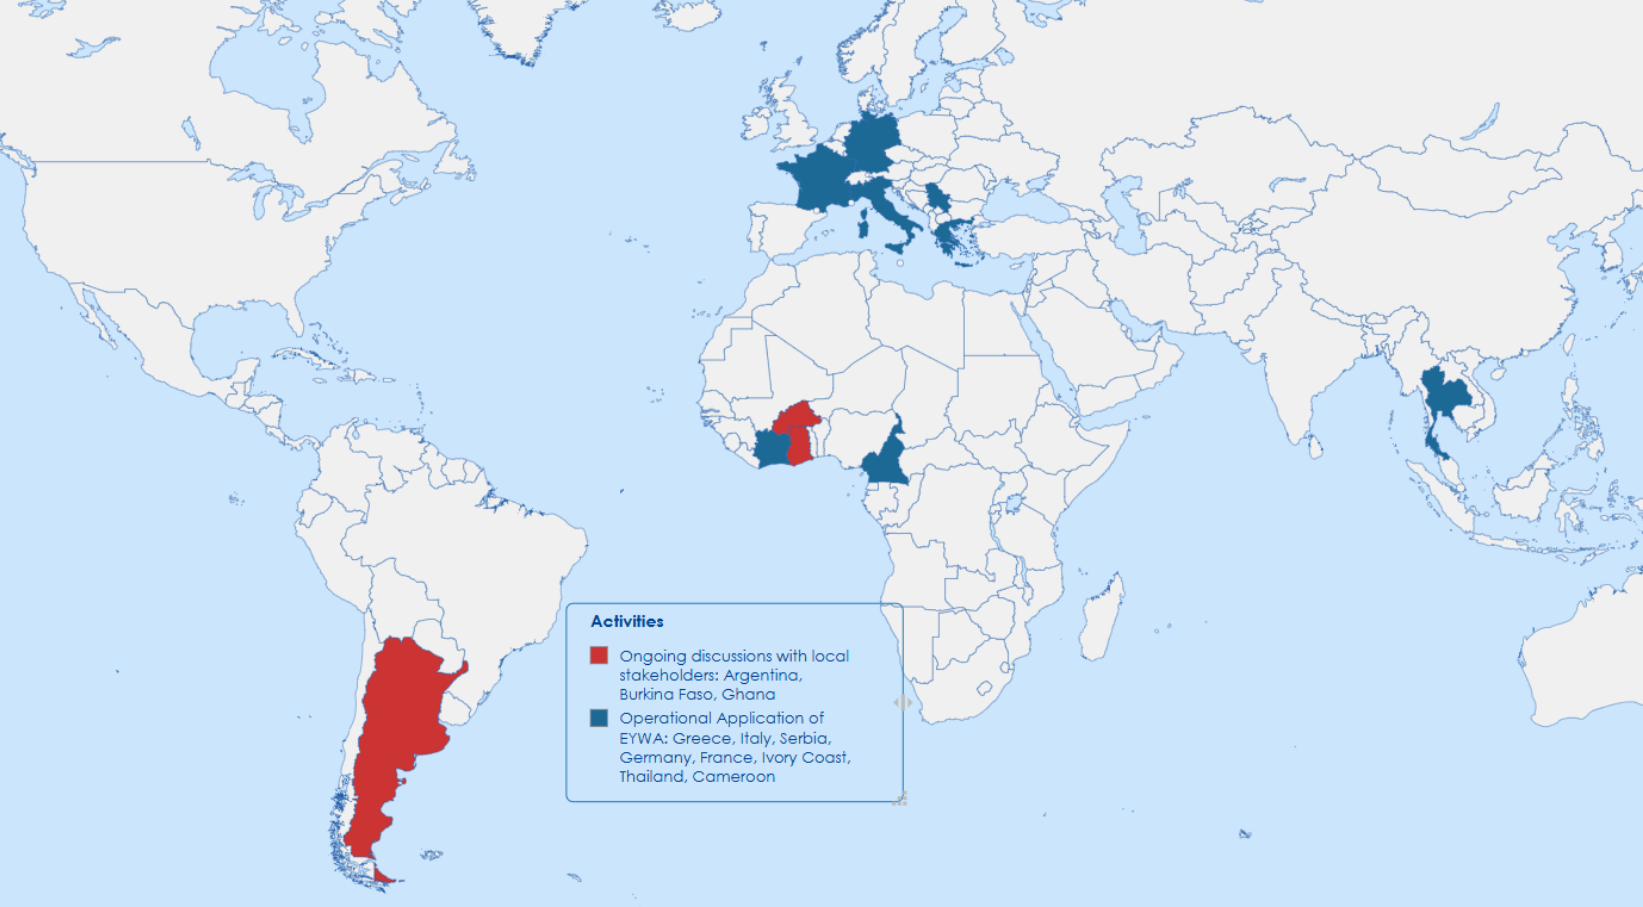 Activities
Ongoing discussions with local
stakeholders: Argentina,
Burkina Faso, Ghana
Operational Application of
EYWA: Greece, Italy, Serbia,
Germany, France, Ivory Coast,
Thailand, Cameroon